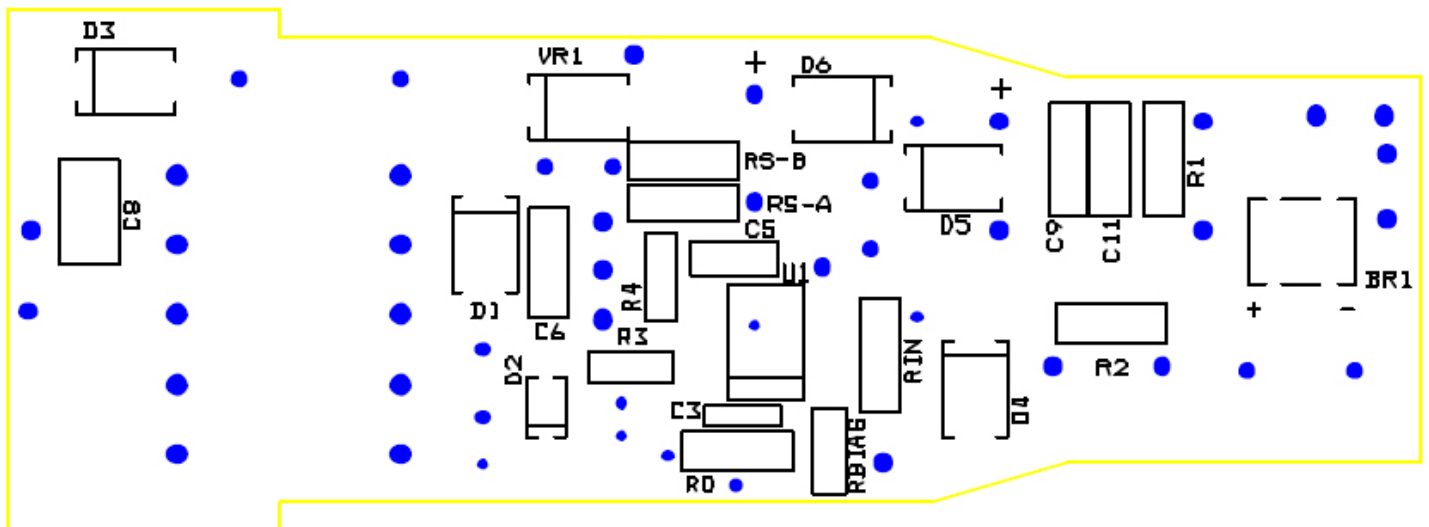 D3
VR1
+
D6
+
RS-B
R1
RS-A
C8
D5
C9
C11
C5
U1
R4
BR1
D1
+
-
C6
R3
D2
RIN
R2
D4
C3
RBIAS
RD